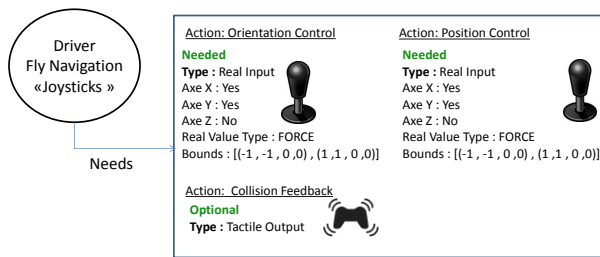 Driver
Fly Navigation
«Joysticks »
Needs
Action: Orientation Control
Needed
Type : Real Input
Axe X : Yes
Axe Y : Yes
Axe Z : No
Real Value Type : FORCE
Bounds : [(-1 , -1 , 0 ,0) , (1 ,1 , 0 ,0)]
Action: Position Control
Needed
Type : Real Input
Axe X : Yes
Axe Y : Yes
Axe Z : No
Real Value Type : FORCE
Bounds : [(-1 , -1 , 0 ,0) , (1 ,1 , 0 ,0)]
Action:  Collision Feedback
Optional
Type : Tactile Output